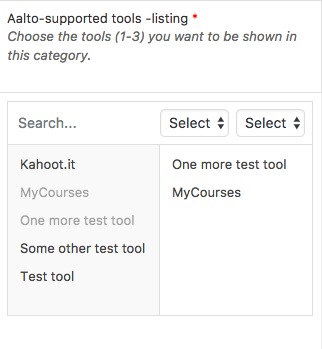 Aalto-supported tools -listing *
Choose the tools (1-3) you want to be shown in
this category.
Search... Select Select
Kahoot.it
MyCourses
One more test tool
Some other test tool
Test tool
One more test tool
MyCourses